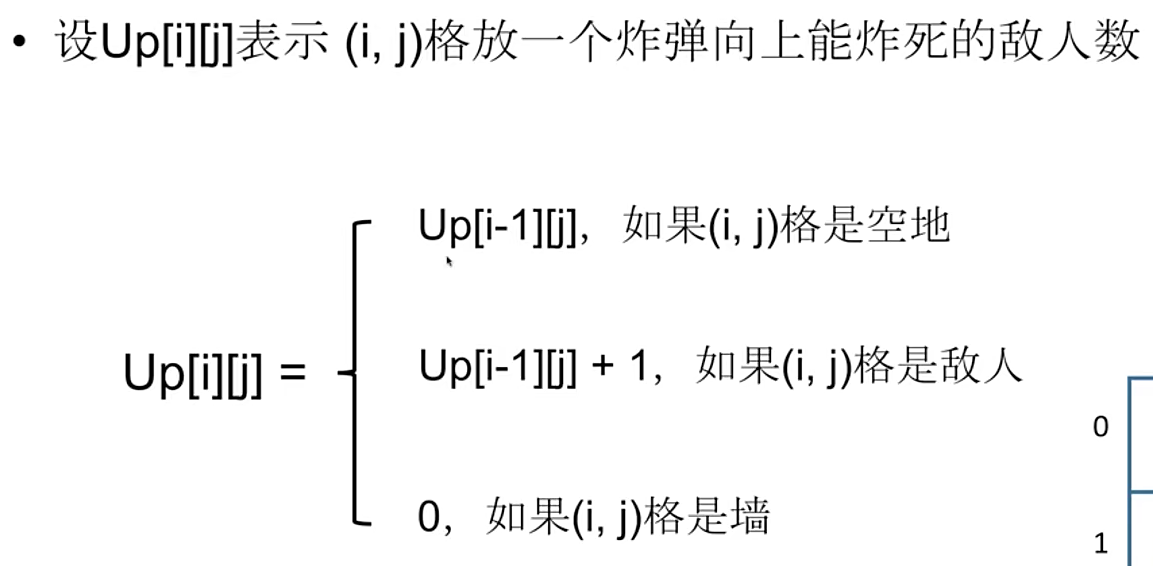 • 设Up[i][j]表示 (i, j)格放一个炸弹向上能炸死的敌人数
Up[i-1][j]，如果(i, j)格是空地
Up[i][j] =
Up[i-1][j] + 1，如果(i, j)格是敌人
0
0，如果(i, j)格是墙
1